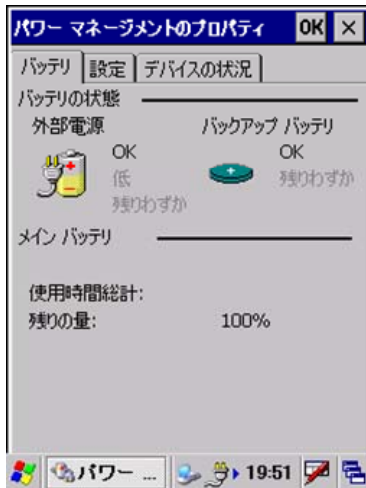 パワー マネージメントのプロパティ OK ×
バッテリ 設定 デバイスの状況
バッテリの状態
外部電源 バックアップ バッテリ
OK OK
低 残りわずか
残りわずか
メイン バッテリ
使用時間総計:
残りの量: 100%
パワー ... 19:51